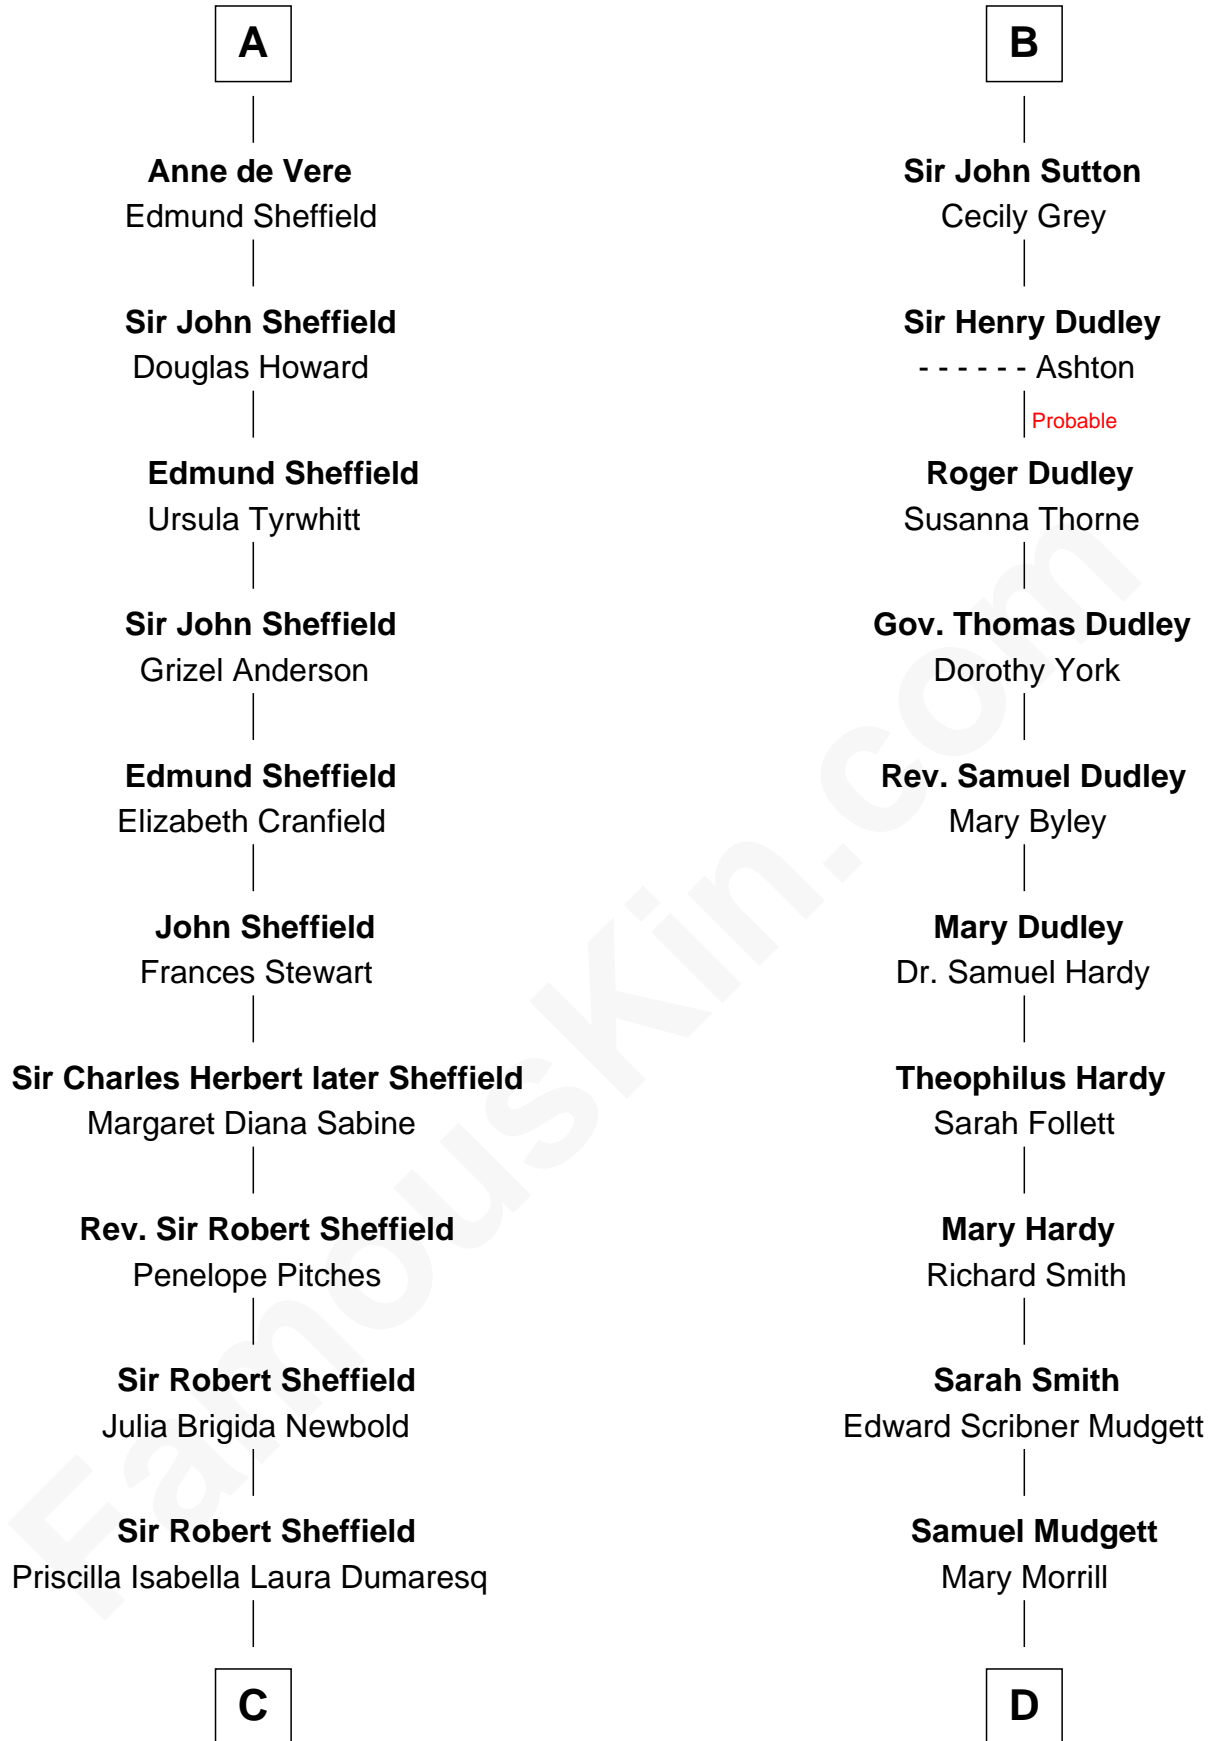 A
Anne de Vere
Edmund Sheffield
Sir John Sheffield
Douglas Howard
Edmund Sheffield
Ursula Tyrwhitt
Sir John Sheffield
Grizel Anderson
Edmund Sheffield
Elizabeth Cranfield
John Sheffield
Frances Stewart
Sir Charles Herbert later Sheffield
Margaret Diana Sabine
Rev. Sir Robert Sheffield
Penelope Pitches
Sir Robert Sheffield
Julia Brigida Newbold
Sir Robert Sheffield
Priscilla Isabella Laura Dumaresq
C
B
Sir John Sutton
Cecily Grey
Sir Henry Dudley
- - - - - - Ashton
Probable
Roger Dudley
Susanna Thorne
Gov. Thomas Dudley
Dorothy York
Rev. Samuel Dudley
Mary Byley
Mary Dudley
Dr. Samuel Hardy
Theophilus Hardy
Sarah Follett
Mary Hardy
Richard Smith
Sarah Smith
Edward Scribner Mudgett
Samuel Mudgett
Mary Morrill
D
FamousKin.com